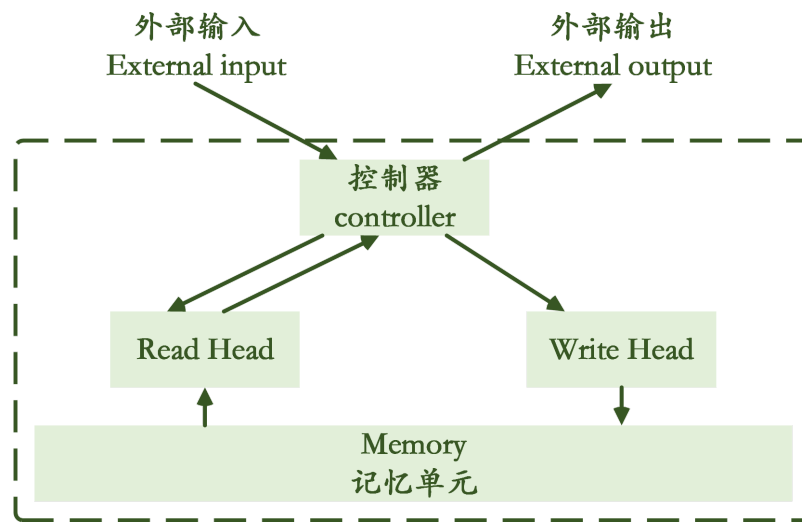 外部输入
External input
外部输出
External output
控制器
controller
Read Head
Write Head
Memory
记忆单元